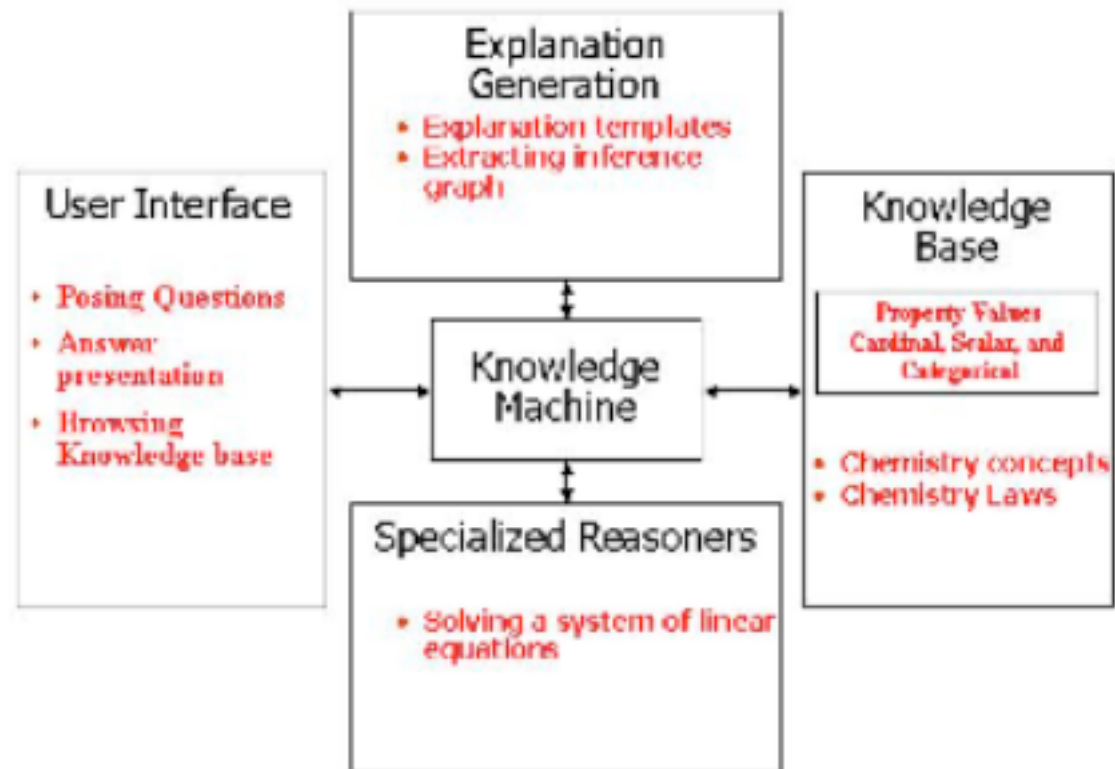 Explanation
Generation
• Explanation templates
• Extracting inference
graph
User Interface
• Posing Questions
• Answer
presentation
• Browsing
Knowledge base
Knowledge
Machine
Knowledge
Base
Property Values
Cardinal, Scalar, and
Categorical
• Chemistry concepts
• Chemistry Laws
Specialized Reasoners
• Solving a system of linear
equations